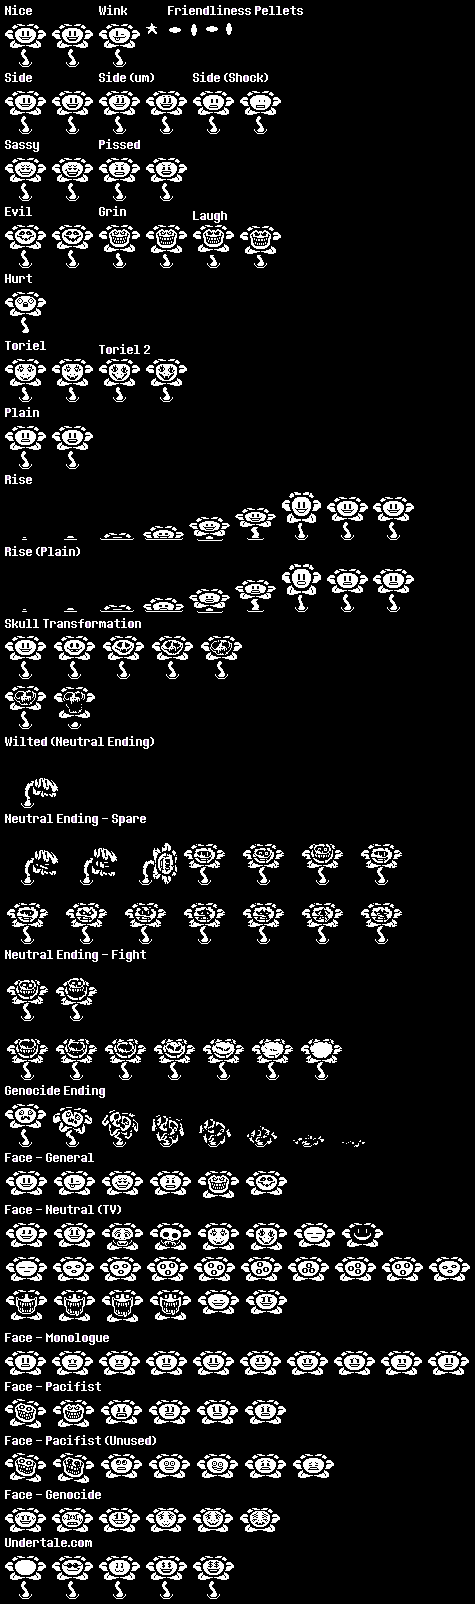 Nice Wink Friendliness Pellets
Side Side (um) Side (Shock)
Sassy Pissed
Evil Grin Laugh
Hurt
Toriel Toriel 2
Plain
Rise
Rise (Plain)
Skull Transformation
Wilted (Neutral Ending)
Neutral Ending - Spare
Neutral Ending - Fight
Genocide Ending
Face - General
Face - Neutral (TV)
Face - Monologue
Face - Pacifist
Face - Pacifist (Unused)
Face - Genocide
Undertale.com